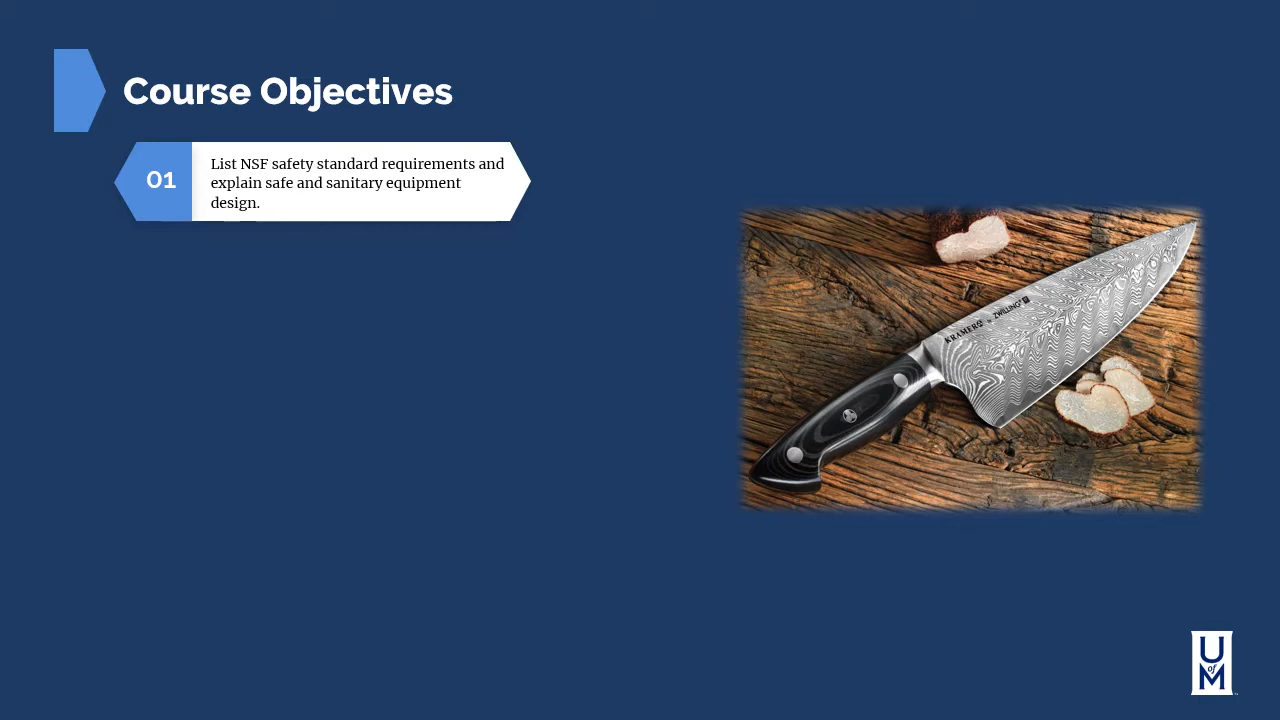 Course Objectives
01
List NSF safety standard requirements and
explain safe and sanitary equipment
design.
KRAMER
ZWILLING
U
of
M